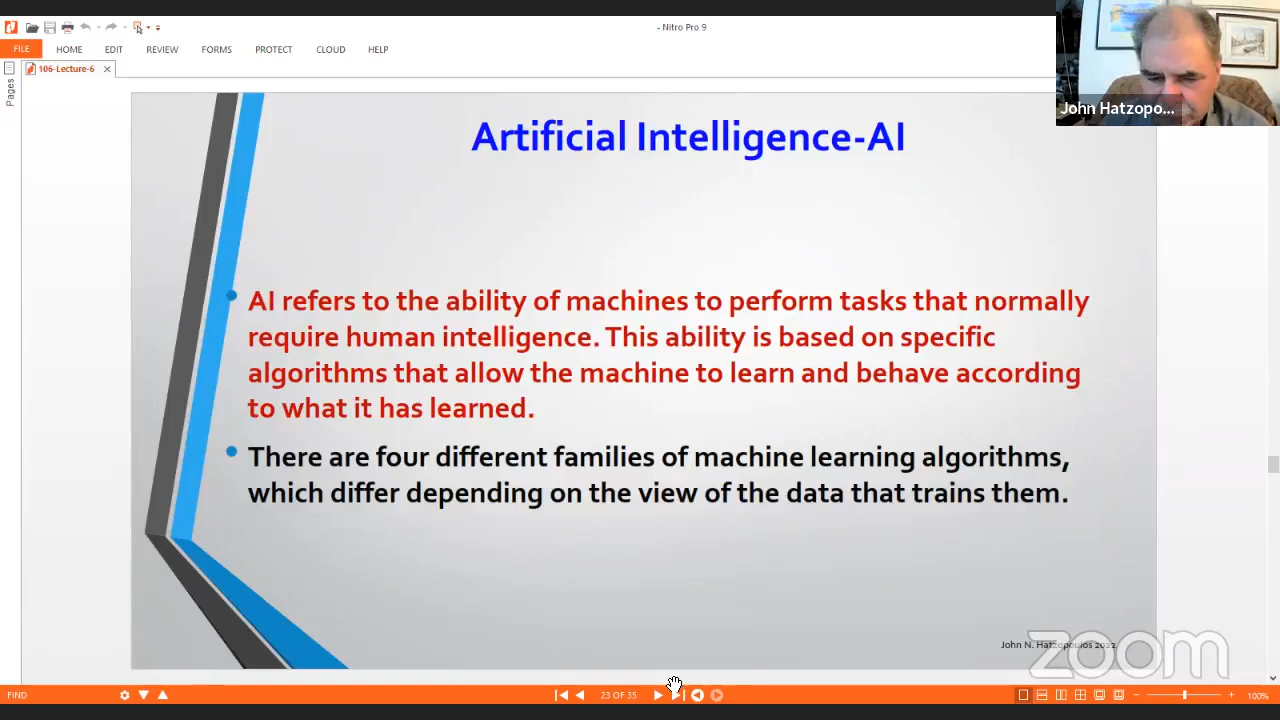 - Nitro Pro 9
FILE HOME EDIT REVIEW FORMS PROTECT CLOUD HELP
106-Lecture-6
Pages
John Hatzopo...
Artificial Intelligence-AI
• AI refers to the ability of machines to perform tasks that normally
require human intelligence. This ability is based on specific
algorithms that allow the machine to learn and behave according
to what it has learned.
• There are four different families of machine learning algorithms,
which differ depending on the view of the data that trains them.
John N. Hatzopoulos 2022
zoom
FIND 23 OF 35 100%